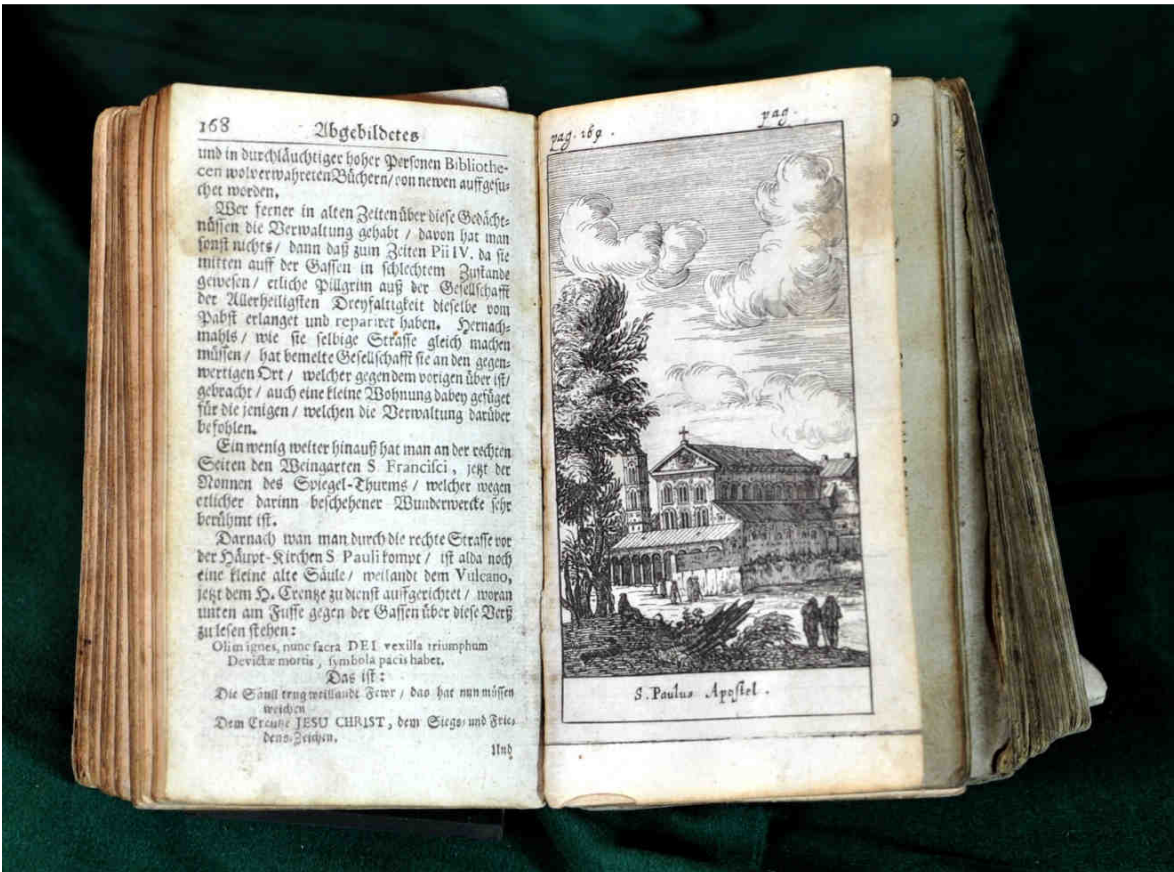 168 Abgebildetes
und in durchläuchtiger hoher Personen Bibliothe-
cen wolverwahreten Büchern/ von newen auffgesu-
chet worden.
Wer ferner in alten Zeiten über diese Gedächt-
nüssen die Verwaltung gehabt / davon hat man
sonst nichts / dann daß zum Zeiten Pii IV. da sie
mitten auff der Gassen in schlechtem Zustande
gewesen / etliche Pillgrim auß der Gesellschafft
der Allerheiligsten Dreyfaltigkeit dieselbe vom
Pabst erlanget und repariret haben. Hernach-
mahls / wie sie selbige Strasse gleich machen
müssen / hat bemelte Gesellschafft sie an den gegen-
wertigen Ort / welcher gegen dem vorigen über ist/
gebracht / auch eine kleine Wohnung dabey gefüget
für die jenigen / welchen die Verwaltung darüber
befohlen.
Ein wenig weiter hinauß hat man an der rechten
Seiten den Weingarten S. Francisci, jetzt der
Nonnen des Spiegel-Thurms / welcher wegen
etlicher darinn beschehener Wunderwercke sehr
berühmt ist.
Darnach wan man durch die rechte Strasse vor
der Häupt-Kirchen S Pauli kompt / ist alda noch
eine kleine alte Säule / weilandt dem Vulcano,
jetzt dem H. Creutze zu dienst auffgerichtet / woran
unten am Fusse gegen der Gassen über diese Verß
zu lesen stehen:
Olim ignes, nunc sacra DEI vexilla triumphum
Devictæ mortis, symbola pacis habet.
Das ist:
Die Säull trug weillandt Fewr / das hat nun müssen
weichen
Dem Creutze JESU CHRIST, dem Siegs- und Frie-
dens-Zeichen.
Und
pag. 169.
pag.
S. Paulus Apostel.